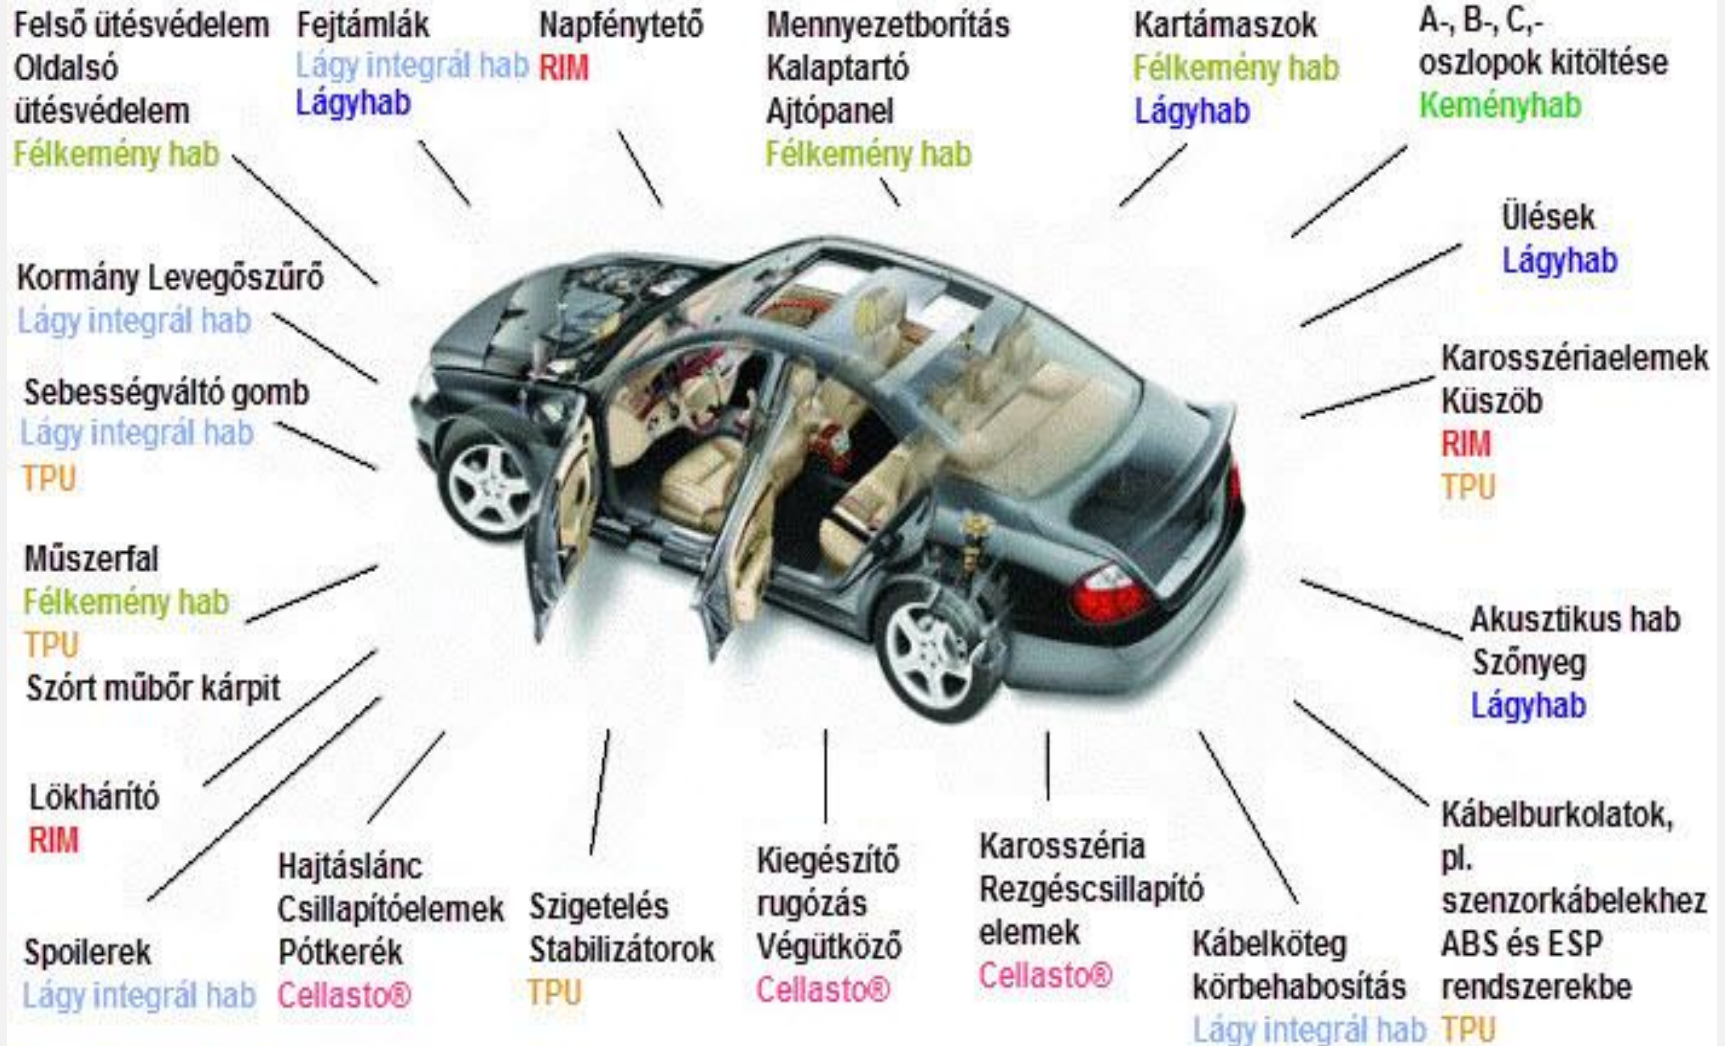 Felső ütésvédelem
Oldalsó
ütésvédelem
Félkemény hab
Fejtámlák
Lágy integrál hab
Lágyhab
Napfénytető
RIM
Mennyezetborítás
Kalaptartó
Ajtópanel
Félkemény hab
Kartámaszok
Félkemény hab
Lágyhab
A-, B-, C,-
oszlopok kitöltése
Keményhab
Ülések
Lágyhab
Kormány Levegőszűrő
Lágy integrál hab
Karosszériaelemek
Küszöb
RIM
TPU
Sebességváltó gomb
Lágy integrál hab
TPU
Műszerfal
Félkemény hab
TPU
Szórt műbőr kárpit
Akusztikus hab
Szőnyeg
Lágyhab
Lökhárító
RIM
Spoilerek
Lágy integrál hab
Hajtáslánc
Csillapítóelemek
Pótkerék
Cellasto®
Szigetelés
Stabilizátorok
TPU
Kiegészítő
rugózás
Végütköző
Cellasto®
Karosszéria
Rezgéscsillapító
elemek
Cellasto®
Kábelköteg
körbehabosítás
Lágy integrál hab
Kábelburkolatok,
pl.
szenzorkábelekhez
ABS és ESP
rendszerekbe
TPU